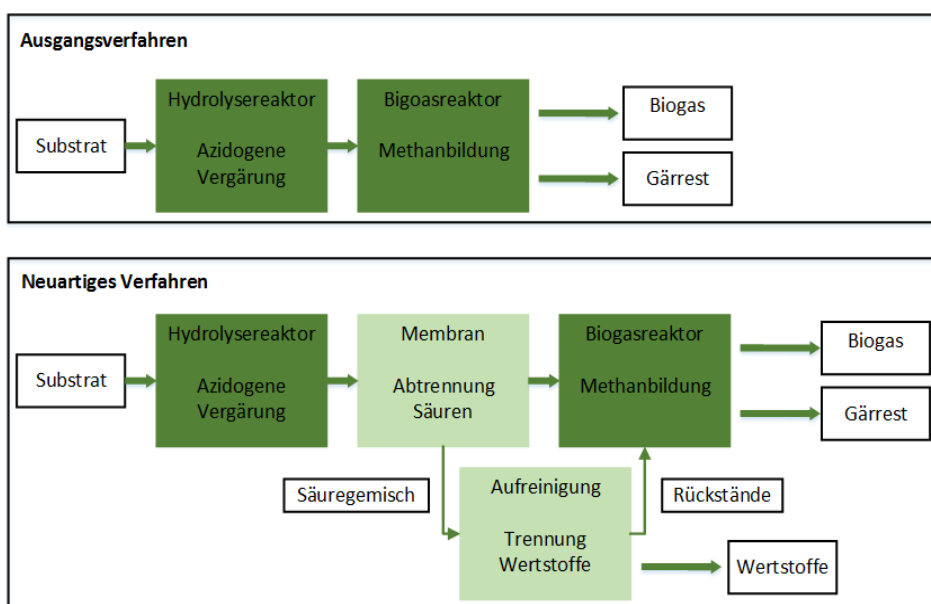 Ausgangsverfahren
Substrat
Hydrolysereaktor
Azidogene
Vergärung
Bigoasreaktor
Methanbildung
Biogas
Gärrest
Neuartiges Verfahren
Substrat
Hydrolysereaktor
Azidogene
Vergärung
Membran
Abtrennung
Säuren
Biogasreaktor
Methanbildung
Biogas
Gärrest
Säuregemisch
Aufreinigung
Trennung
Wertstoffe
Rückstände
Wertstoffe